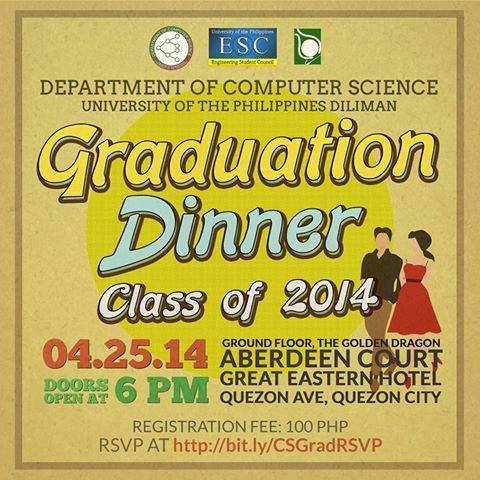 University of the Philippines
ESC
Engineering Student Council
DEPARTMENT OF COMPUTER SCIENCE
UNIVERSITY OF THE PHILIPPINES DILIMAN
Graduation
Dinner
Class of 2014
04.25.14
DOORS OPEN AT 6 PM
GROUND FLOOR, THE GOLDEN DRAGON
ABERDEEN COURT
GREAT EASTERN HOTEL
QUEZON AVE, QUEZON CITY
REGISTRATION FEE: 100 PHP
RSVP AT http://bit.ly/CSGradRSVP